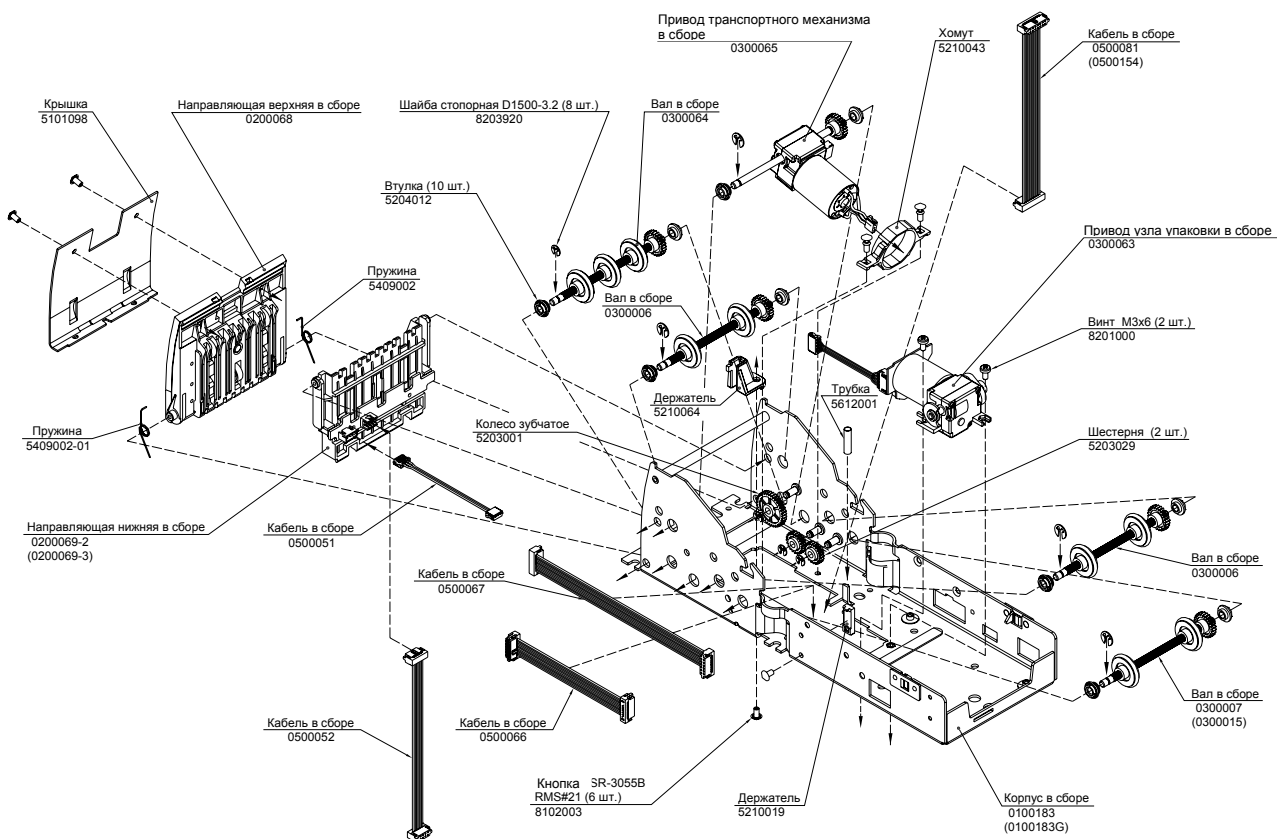 Привод транспортного механизма
в сборе
0300065
Хомут
5210043
Кабель в сборе
0500081
(0500154)
Крышка
5101098
Направляющая верхняя в сборе
0200068
Шайба стопорная D1500-3.2 (8 шт.)
8203920
Вал в сборе
0300064
Втулка (10 шт.)
5204012
Привод узла упаковки в сборе
0300063
Пружина
5409002
Вал в сборе
0300006
Винт М3х6 (2 шт.)
8201000
Держатель
5210064
Трубка
5612001
Пружина
5409002-01
Колесо зубчатое
5203001
Шестерня (2 шт.)
5203029
Направляющая нижняя в сборе
0200069-2
(0200069-3)
Кабель в сборе
0500051
Вал в сборе
0300006
Кабель в сборе
0500067
Вал в сборе
0300007
(0300015)
Кабель в сборе
0500052
Кабель в сборе
0500066
Кнопка SR-3055B
RMS#21 (6 шт.)
8102003
Держатель
5210019
Корпус в сборе
0100183
(0100183G)